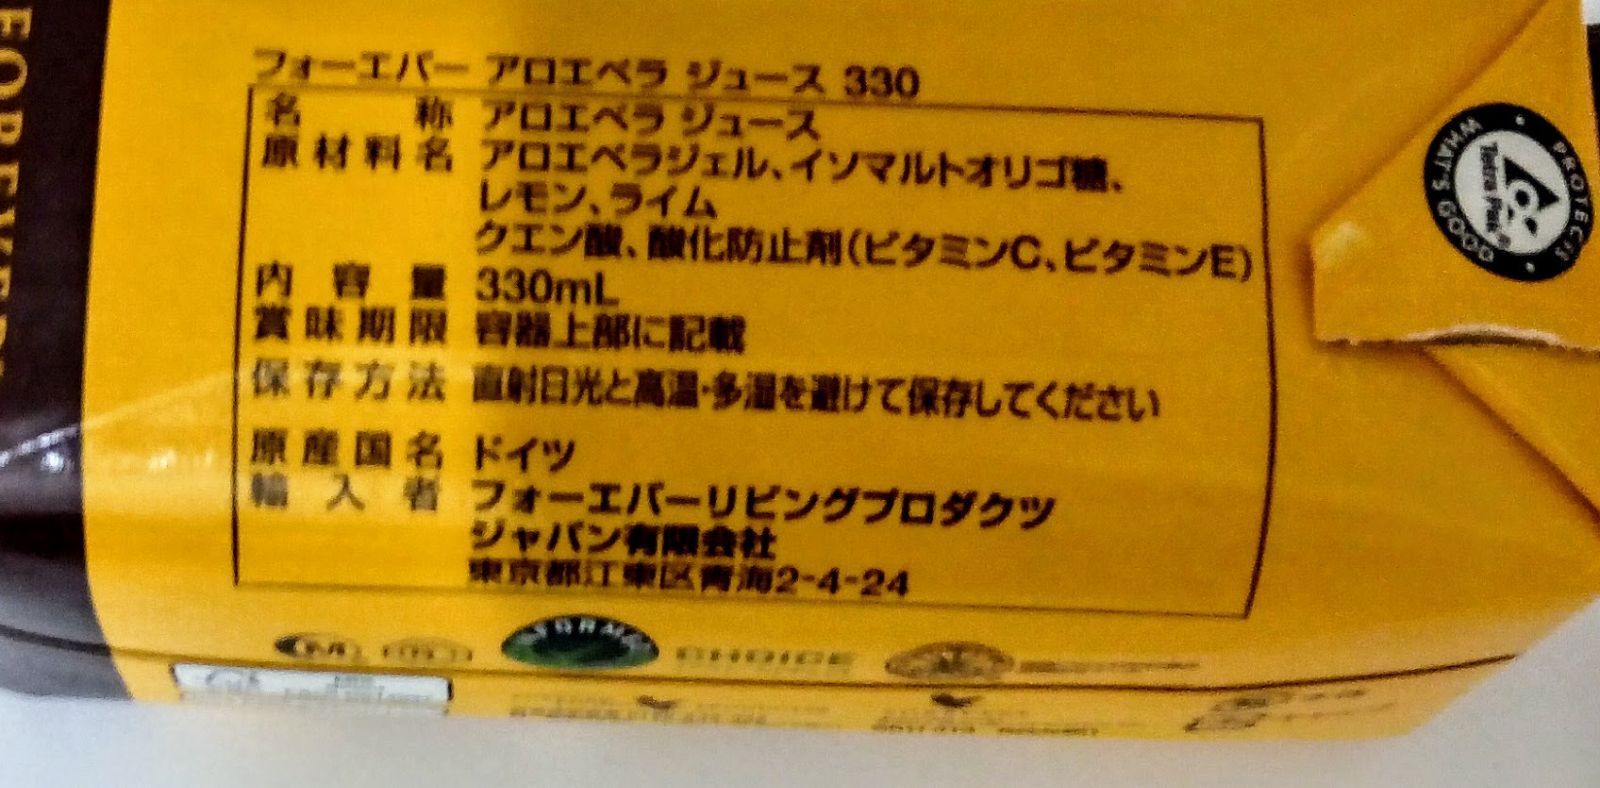 フォーエバー アロエベラ ジュース 330
名称 アロエベラ ジュース
原材料名 アロエベラジェル、イソマルトオリゴ糖、
レモン、ライム
クエン酸、酸化防止剤(ビタミンC、ビタミンE)
内容量 330mL
賞味期限 容器上部に記載
保存方法 直射日光と高温・多湿を避けて保存してください
原産国名 ドイツ
輸入者 フォーエバーリビングプロダクツ
ジャパン有限会社
東京都江東区青海2-4-24
CHOICE
Tetra Pak®
PROTECTS
WHAT'S GOOD